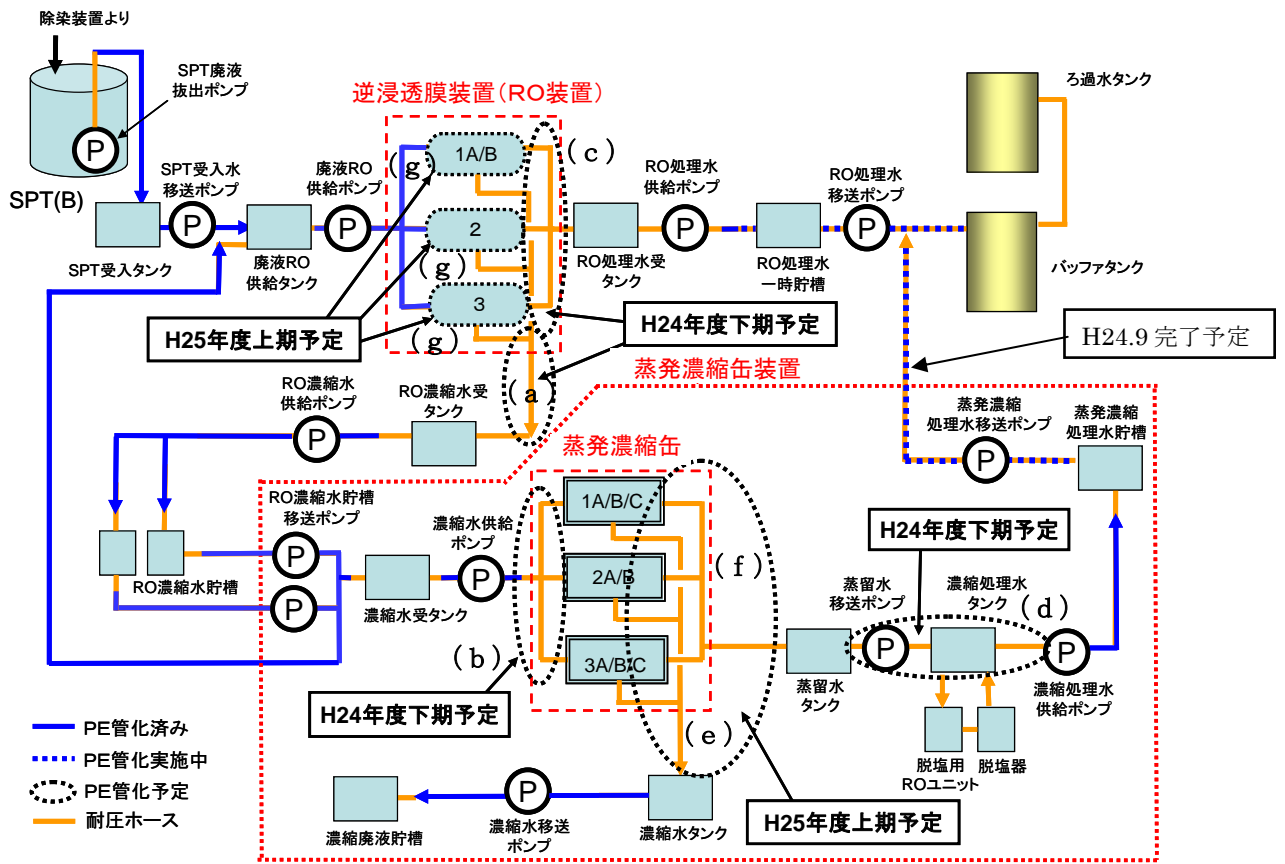 除染装置より
SPT廃液
抜出ポンプ
P
SPT(B)
SPT受入水
移送ポンプ
P
SPT受入タンク
廃液RO
供給ポンプ
P
廃液RO
供給タンク
逆浸透膜装置(RO装置)
1A/B
2
3
(g)
(g)
(g)
(c)
RO処理水
供給ポンプ
P
RO処理水受
タンク
RO処理水
移送ポンプ
P
RO処理水
一時貯槽
ろ過水タンク
バッファタンク
H25年度上期予定
H24年度下期予定
H24.9 完了予定
(a)
蒸発濃縮缶装置
RO濃縮水
供給ポンプ
P
RO濃縮水受
タンク
蒸発濃縮
処理水移送ポンプ
P
蒸発濃縮
処理水貯槽
蒸発濃縮缶
1A/B/C
2A/B
3A/B/C
RO濃縮水貯槽
移送ポンプ
P
P
RO濃縮水貯槽
濃縮水供給
ポンプ
P
濃縮水受タンク
(b)
H24年度下期予定
(f)
(e)
H24年度下期予定
蒸留水
移送ポンプ
P
濃縮処理水
タンク
(d)
P
蒸留水
タンク
濃縮処理水
供給ポンプ
脱塩用
ROユニット
脱塩器
H25年度上期予定
濃縮廃液貯槽
P
濃縮水移送
ポンプ
濃縮水タンク
PE管化済み
PE管化実施中
PE管化予定
耐圧ホース